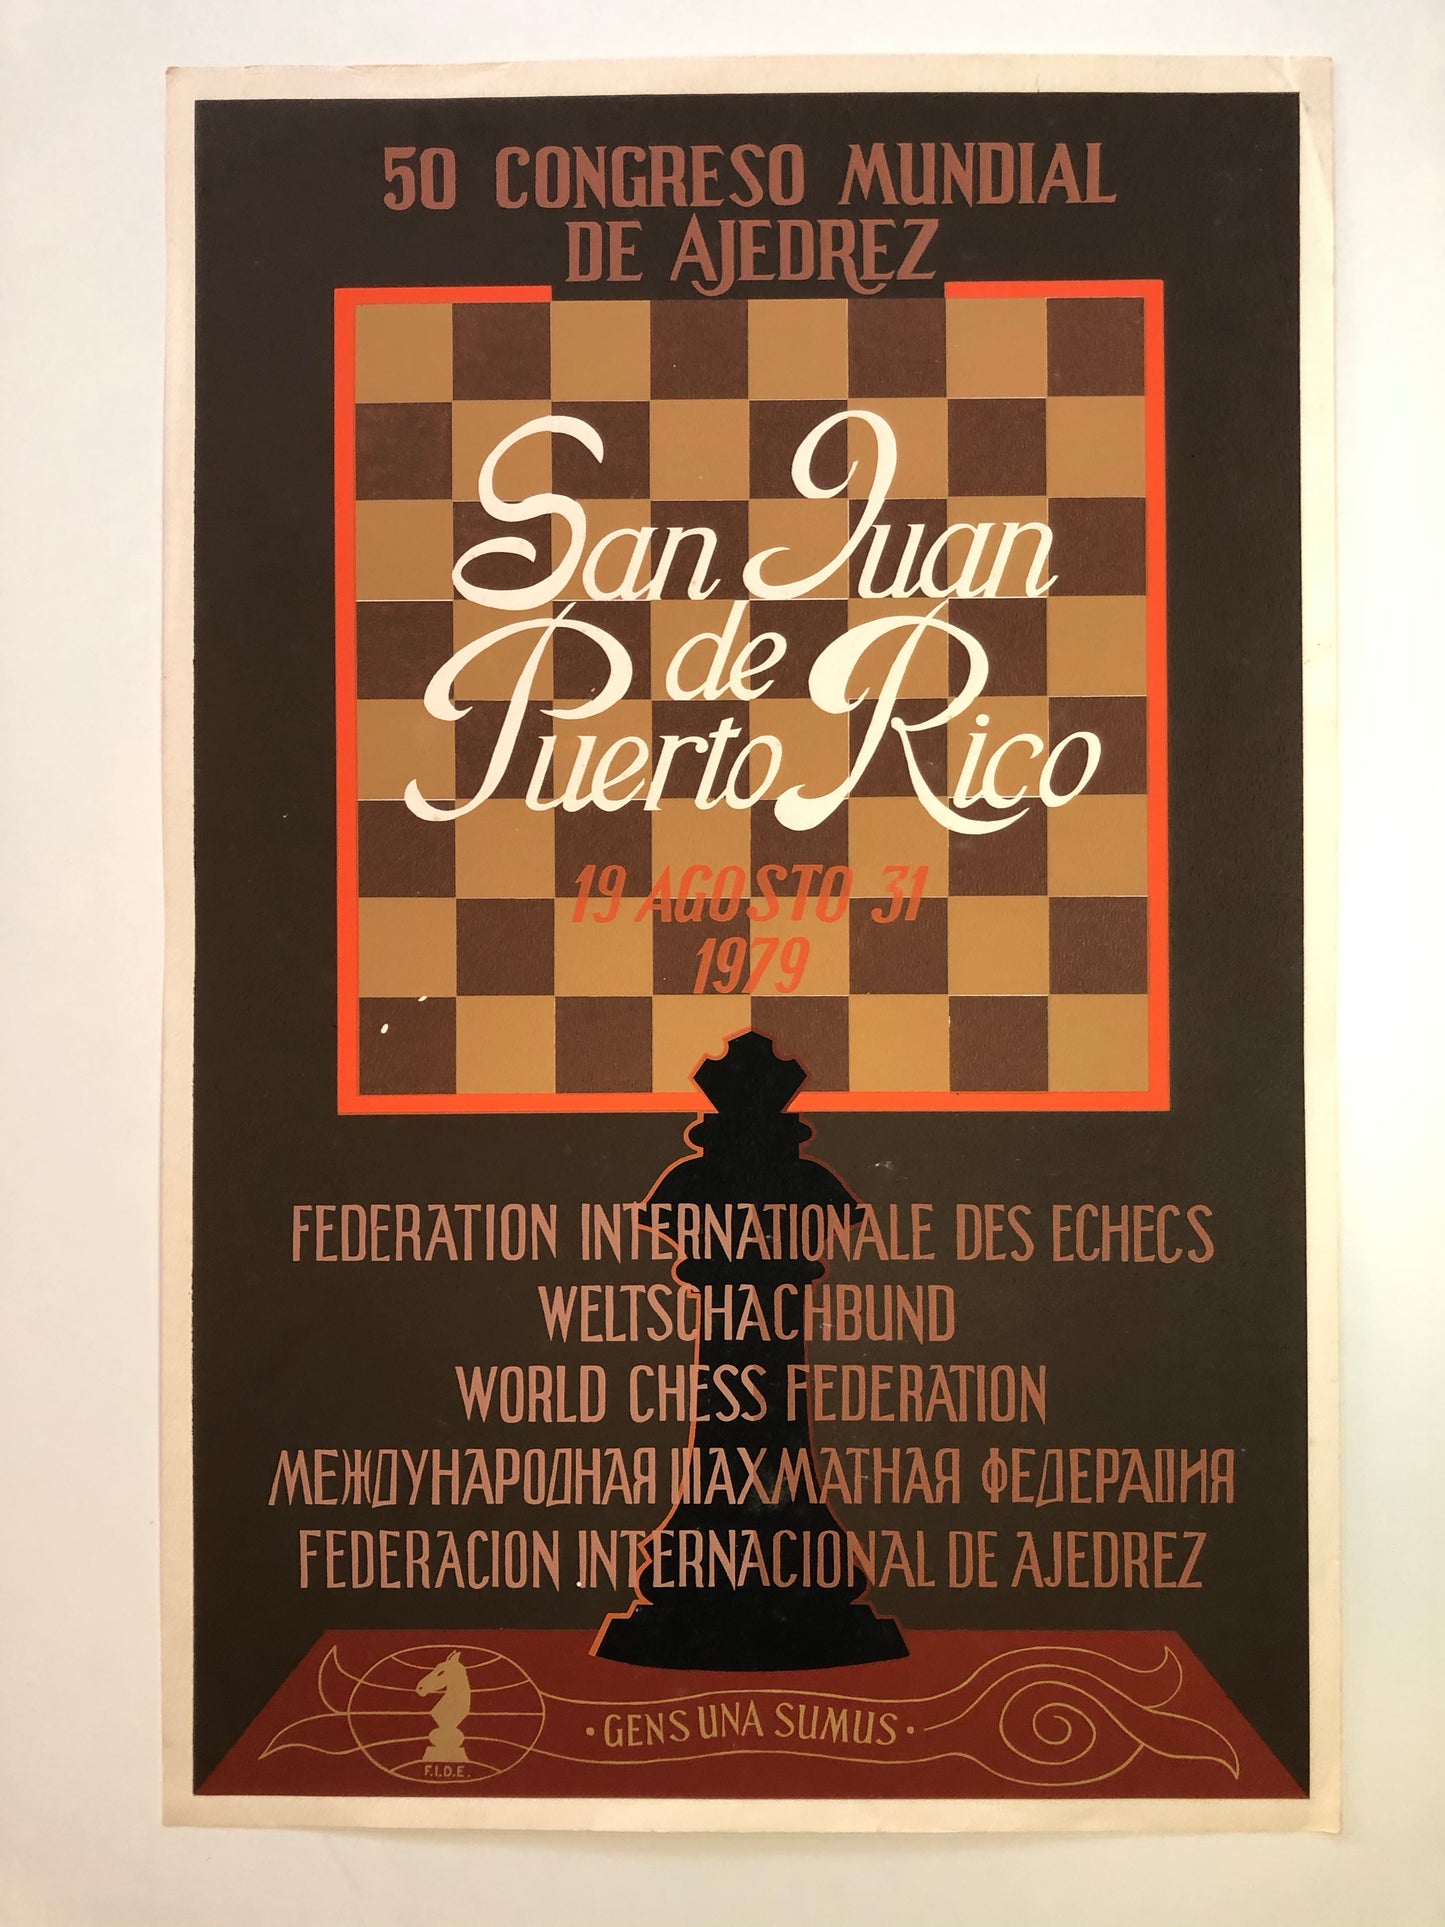 50 CONGRESO MUNDIAL
DE AJEDREZ
San Juan
de
Puerto Rico
19 AGOSTO 31
1979
FEDERATION INTERNATIONALE DES ECHECS
WELTSCHACHBUND
WORLD CHESS FEDERATION
МЕЖДУНАРОДНАЯ ШАХМАТНАЯ ФЕДЕРАЦИЯ
FEDERACION INTERNACIONAL DE AJEDREZ
· GENS UNA SUMUS ·
F.I.D.E.